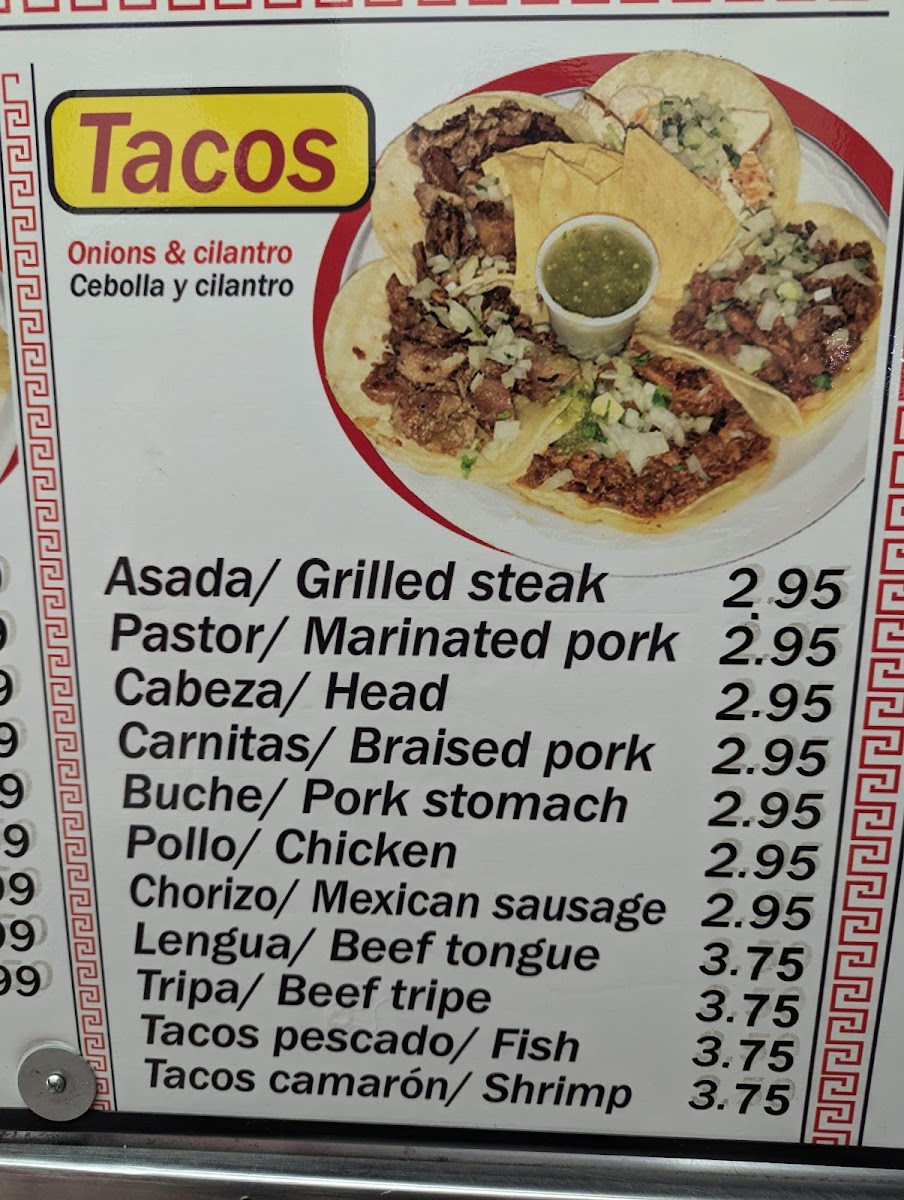 Tacos
Onions & cilantro
Cebolla y cilantro
Asada/ Grilled steak 2.95
Pastor/ Marinated pork 2.95
Cabeza/ Head 2.95
Carnitas/ Braised pork 2.95
Buche/ Pork stomach 2.95
Pollo/ Chicken 2.95
Chorizo/ Mexican sausage 2.95
Lengua/ Beef tongue 3.75
Tripa/ Beef tripe 3.75
Tacos pescado/ Fish 3.75
Tacos camarón/ Shrimp 3.75